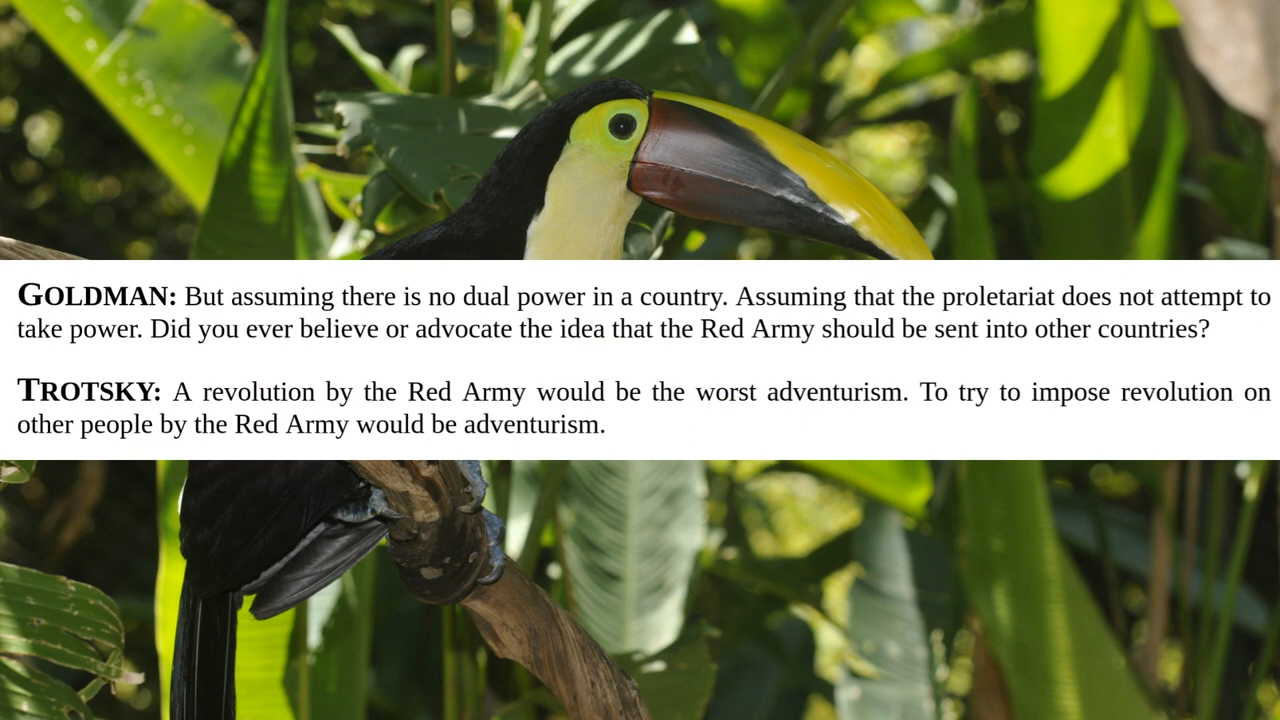 GOLDMAN: But assuming there is no dual power in a country. Assuming that the proletariat does not attempt to
take power. Did you ever believe or advocate the idea that the Red Army should be sent into other countries?
TROTSKY: A revolution by the Red Army would be the worst adventurism. To try to impose revolution on
other people by the Red Army would be adventurism.